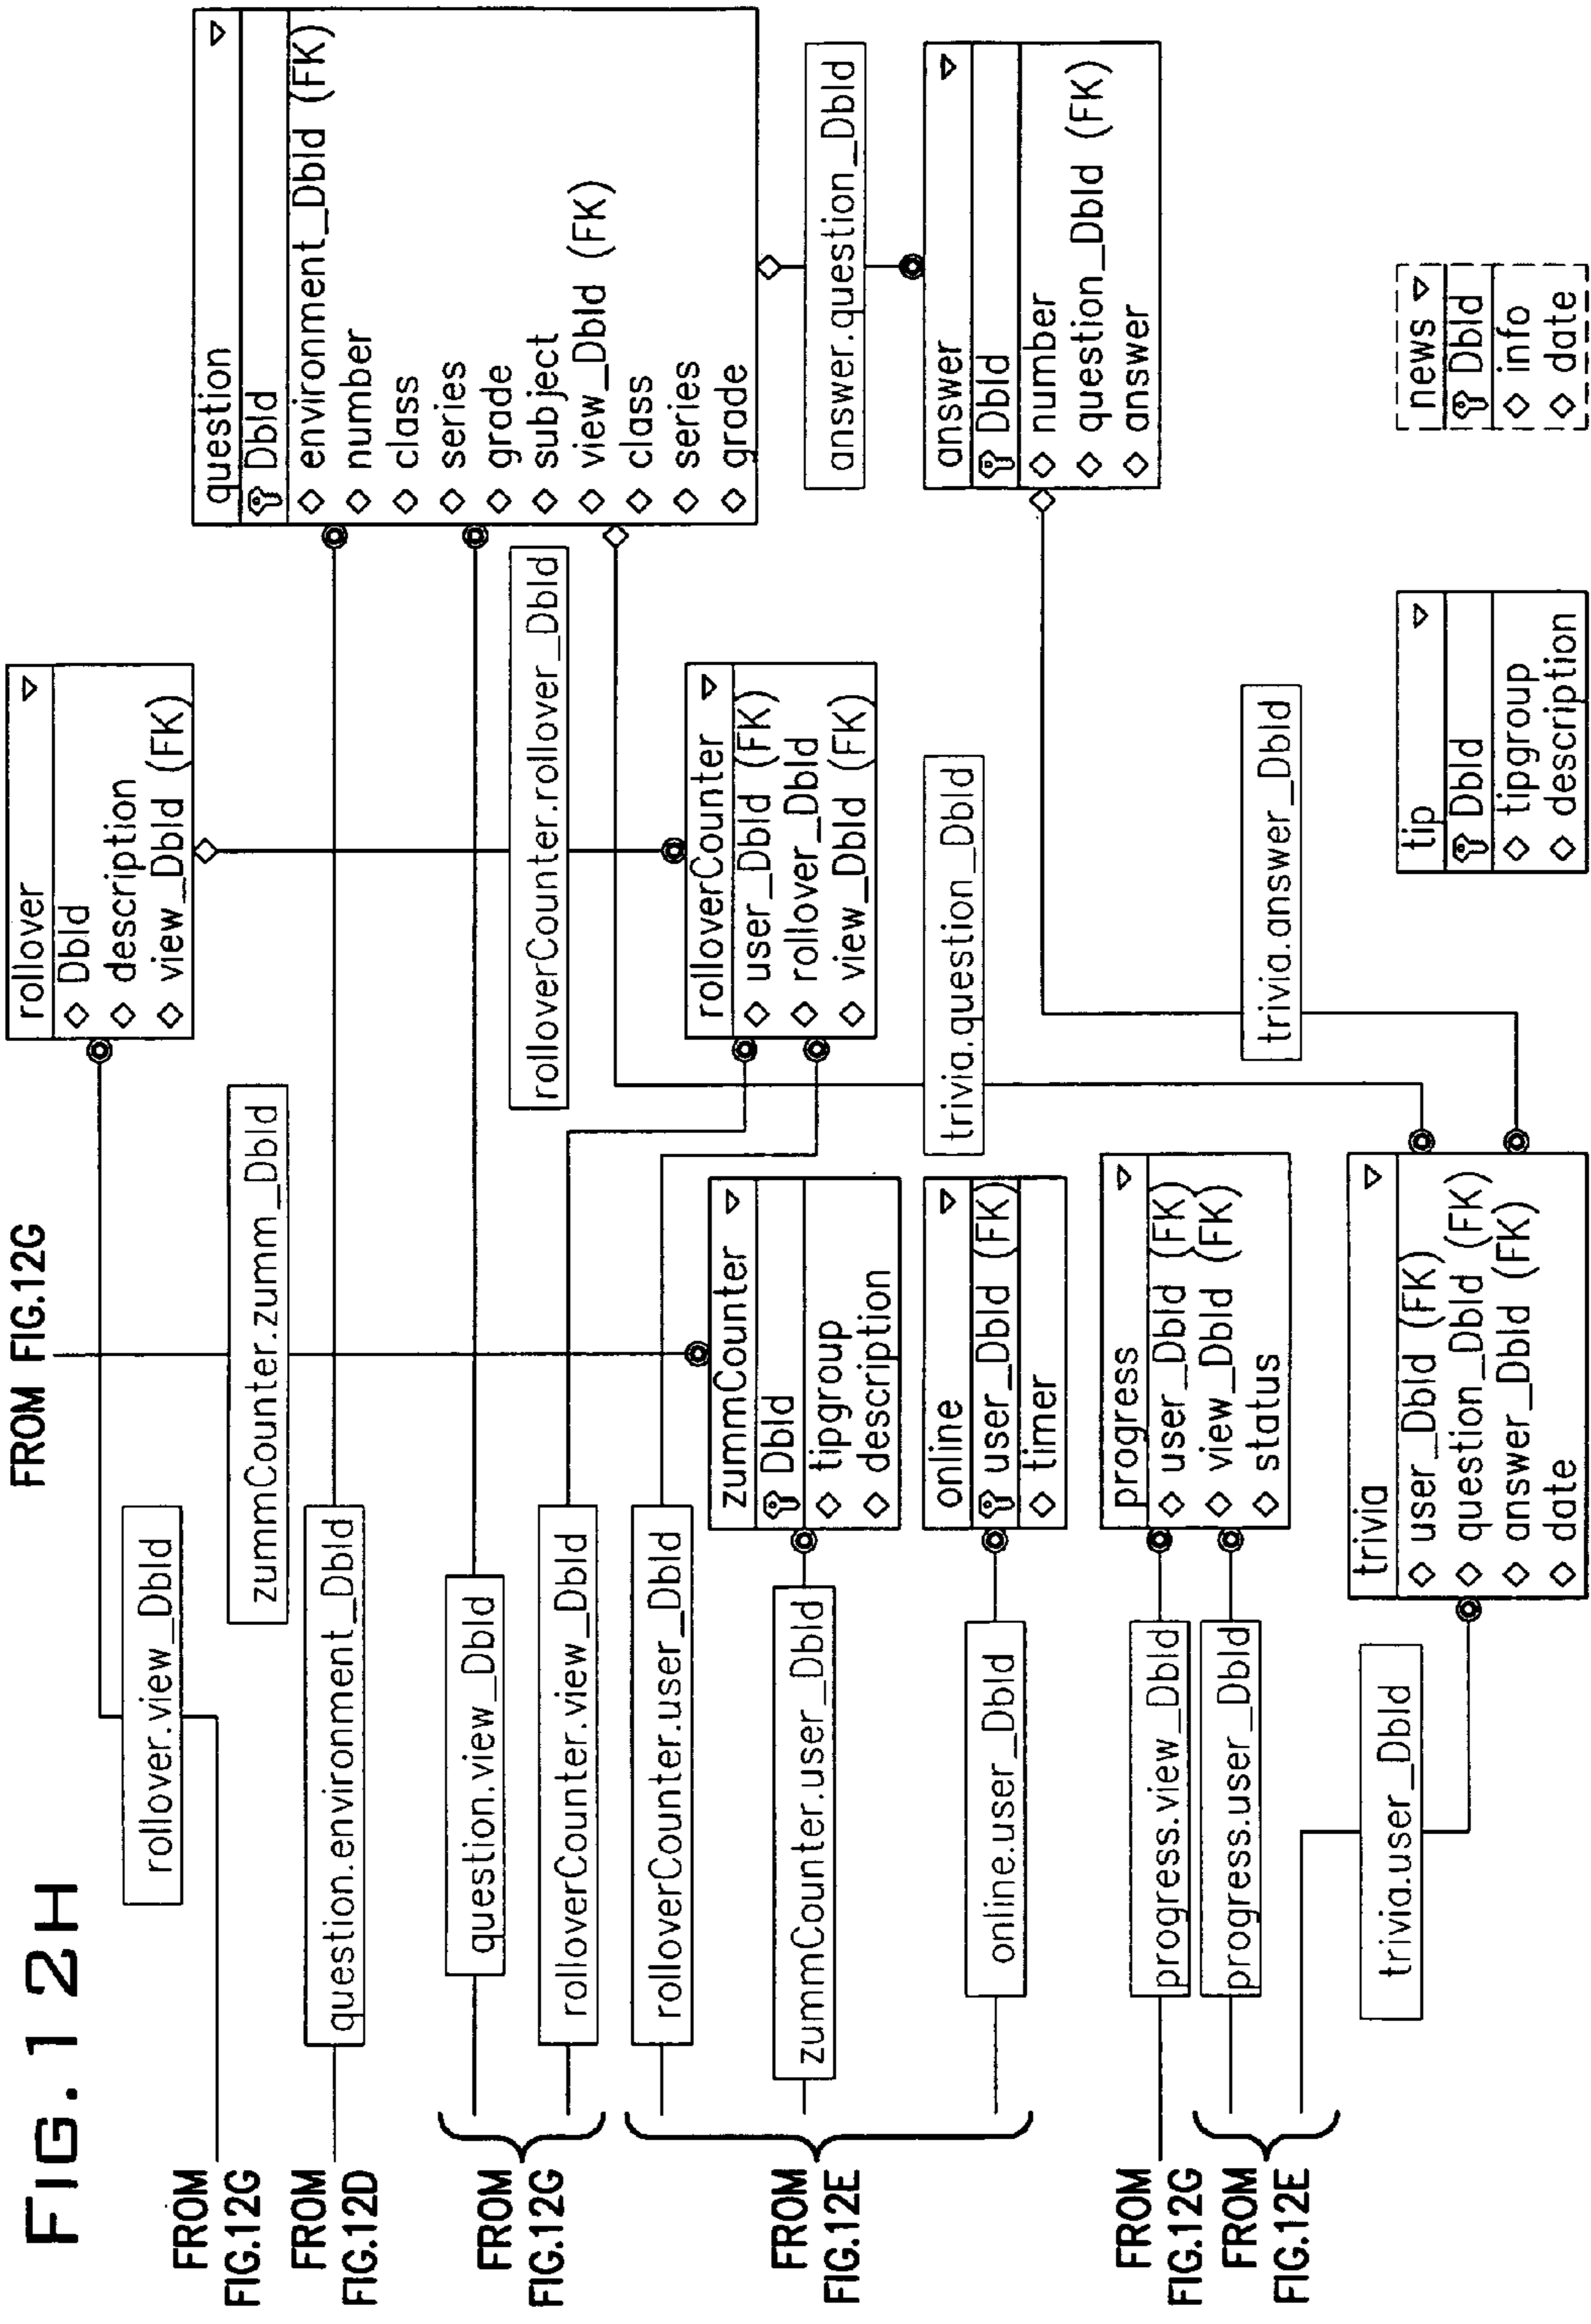 FIG. 12H
FROM FIG.12G
FROM
FIG.12G
rollover.view_DbId
rollover
DbId
description
view_DbId (FK)
zummCounter.zumm_DbId
FROM
FIG.12D
question.environment_DbId
question
DbId
environment_DbId (FK)
number
class
series
grade
subject
view_DbId (FK)
class
series
grade
FROM
FIG.12G
question.view_DbId
rolloverCounter.view_DbId
rolloverCounter.rollover_DbId
FROM
FIG.12E
rolloverCounter.user_DbId
zummCounter.user_DbId
online.user_DbId
rolloverCounter
user_DbId (FK)
rollover_DbId
view_DbId (FK)
zummCounter
DbId
tipgroup
description
answer.question_DbId
online
user_DbId (FK)
timer
trivia.question_DbId
answer
DbId
number
question_DbId (FK)
answer
FROM
FIG.12G
progress.view_DbId
FROM
FIG.12E
progress.user_DbId
trivia.user_DbId
progress
user_DbId (FK)
view_DbId (FK)
status
trivia.answer_DbId
trivia
user_DbId (FK)
question_DbId (FK)
answer_DbId (FK)
date
tip
DbId
tipgroup
description
news
DbId
info
date